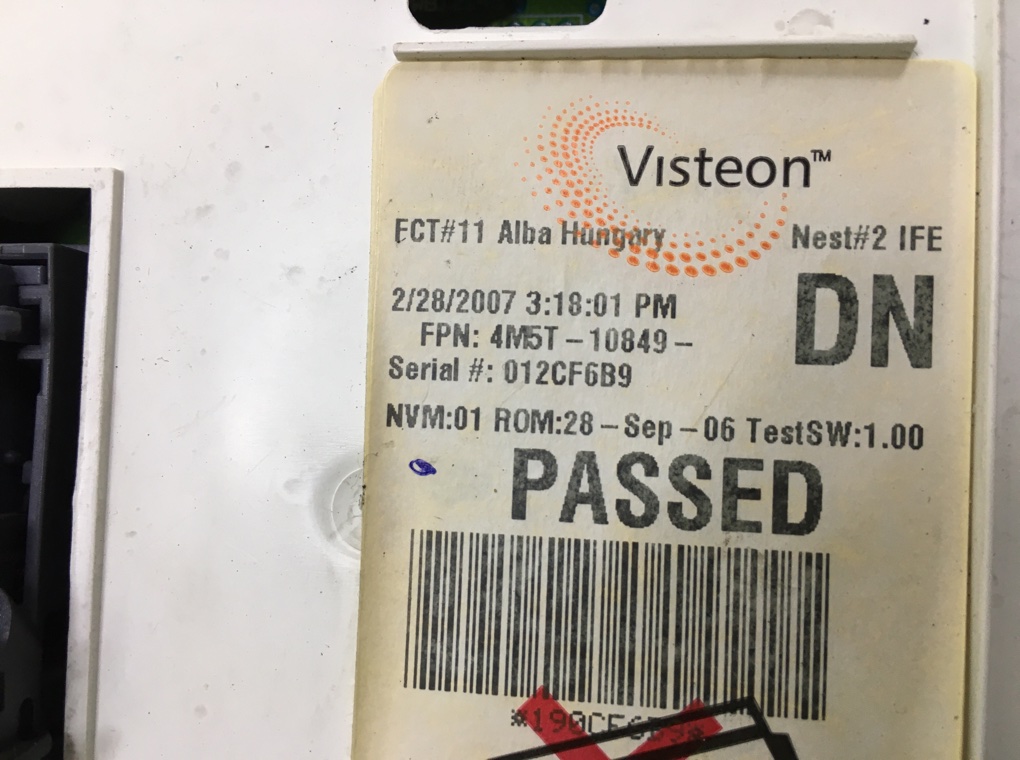 Visteon™
FCT#11 Alba Hungary
Nest#2 IFE
DN
2/28/2007 3:18:01 PM
FPN: 4M5T-10849-
Serial #: 012CF6B9
NVM:01 ROM:28-Sep-06 TestSW:1.00
PASSED